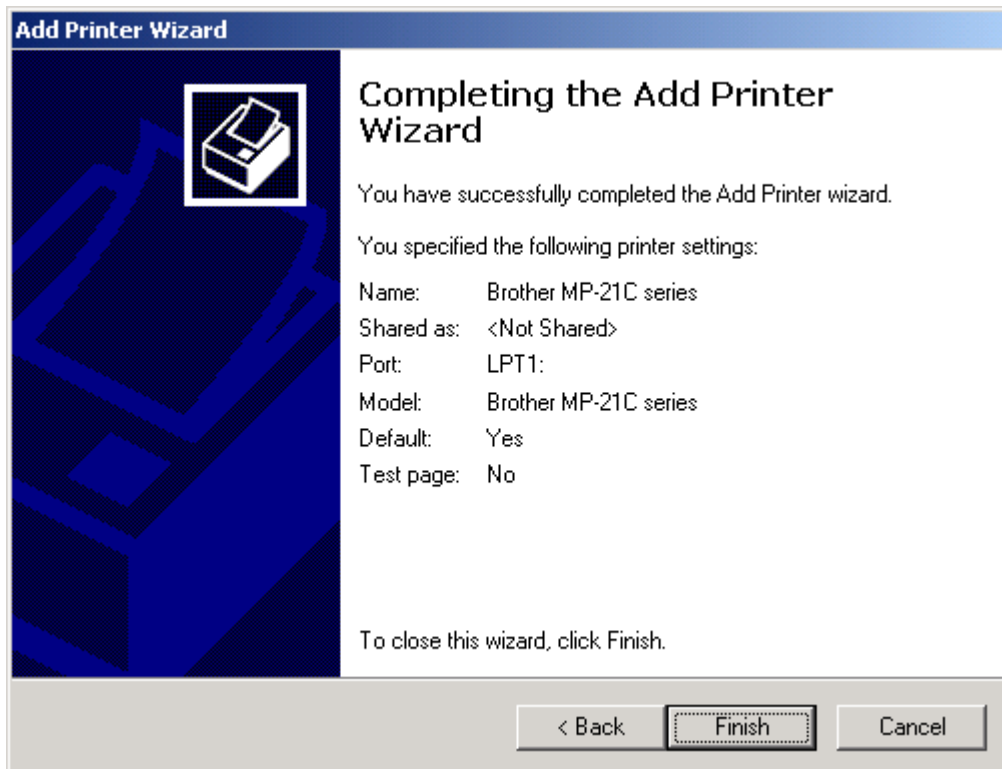 Add Printer Wizard
Completing the Add Printer
Wizard
You have successfully completed the Add Printer wizard.
You specified the following printer settings:
Name: Brother MP-21C series
Shared as: <Not Shared>
Port: LPT1:
Model: Brother MP-21C series
Default: Yes
Test page: No
To close this wizard, click Finish.
< Back Finish Cancel